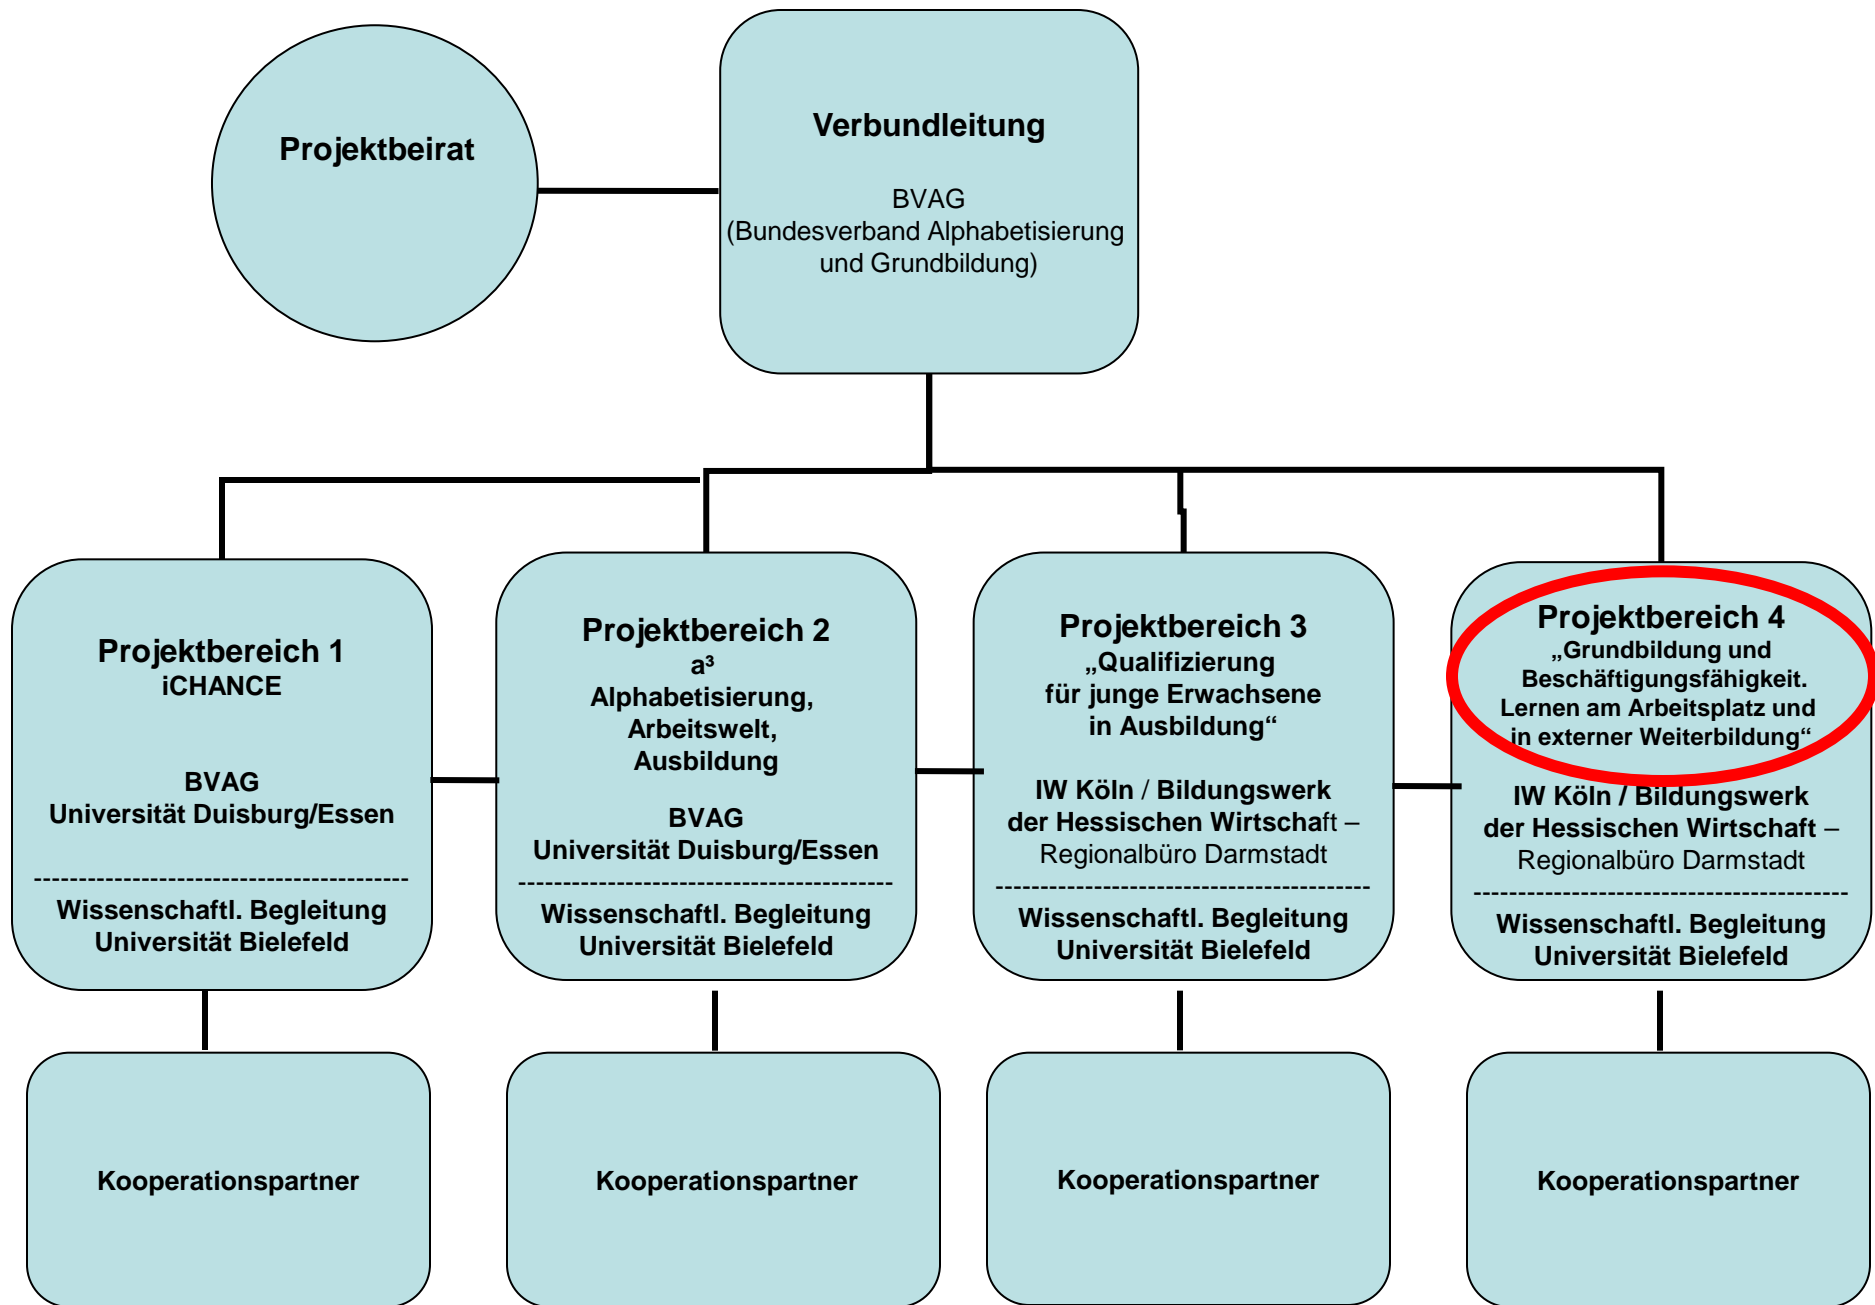 Projektbeirat
Verbundleitung
BVAG
(Bundesverband Alphabetisierung
und Grundbildung)
Projektbereich 1
iCHANCE
BVAG
Universität Duisburg/Essen
-----------------------------------------
Wissenschaftl. Begleitung
Universität Bielefeld
Projektbereich 2
a³
Alphabetisierung,
Arbeitswelt,
Ausbildung
BVAG
Universität Duisburg/Essen
-----------------------------------------
Wissenschaftl. Begleitung
Universität Bielefeld
Projektbereich 3
„Qualifizierung
für junge Erwachsene
in Ausbildung“
IW Köln / Bildungswerk
der Hessischen Wirtschaft –
Regionalbüro Darmstadt
-----------------------------------------
Wissenschaftl. Begleitung
Universität Bielefeld
Projektbereich 4
„Grundbildung und
Beschäftigungsfähigkeit.
Lernen am Arbeitsplatz und
in externer Weiterbildung“
IW Köln / Bildungswerk
der Hessischen Wirtschaft –
Regionalbüro Darmstadt
-----------------------------------------
Wissenschaftl. Begleitung
Universität Bielefeld
Kooperationspartner
Kooperationspartner
Kooperationspartner
Kooperationspartner